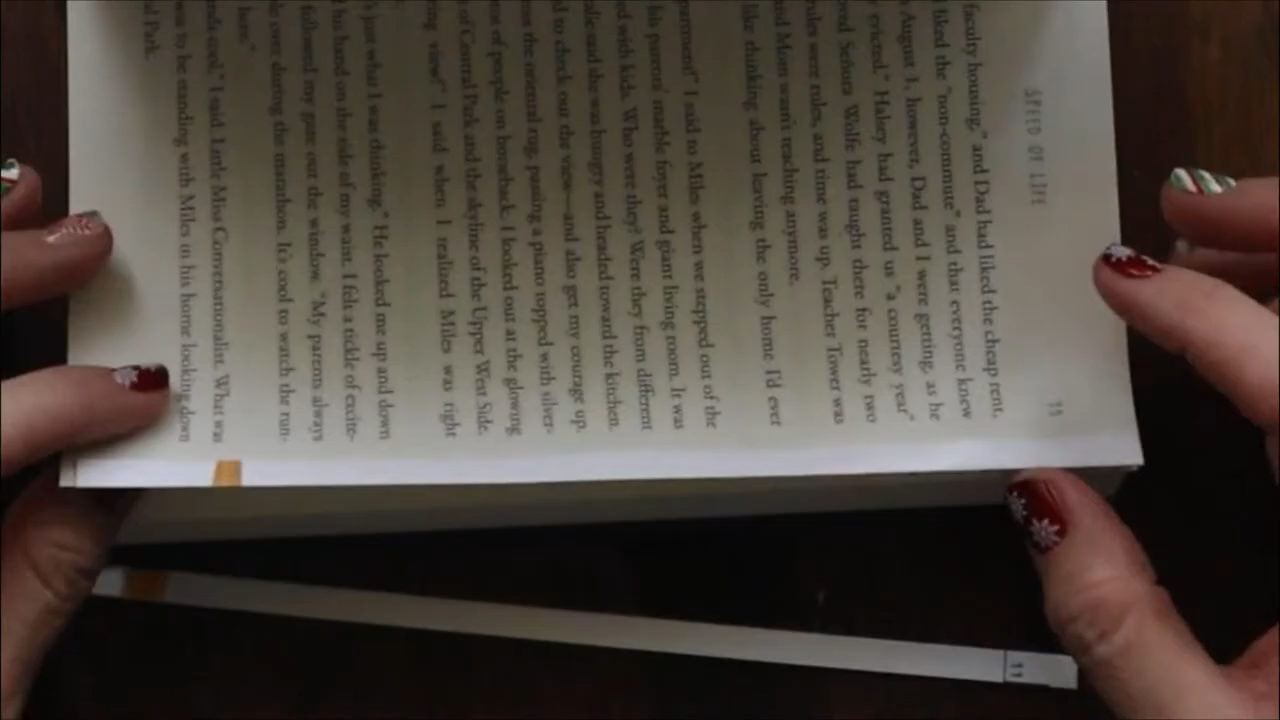 SPEED OF LIFE 11
faculty housing," and Dad had liked the cheap rent.
liked the "non-commute" and that everyone knew
August 1, however, Dad and I were getting, as he
evicted." Halsey had granted us "a courtesy year"
Señora Wolfe had taught there for nearly two
rules were rules, and time was up. Teacher Tower was
Mom wasn't teaching anymore.
like thinking about leaving the only home I'd ever
I said to Miles when we stepped out of the
his parents' marble foyer and giant living room. It was
with kids. Who were they? Were they from different
said she was hungry and headed toward the kitchen.
to check out the view—and also get my courage up.
the oriental rug, passing a piano topped with silver-
of people on horseback. I looked out at the glowing
of Central Park and the skyline of the Upper West Side.
view!" I said when I realized Miles was right
just what I was thinking." He looked me up and down
his hand on the side of my waist. I felt a tickle of excite-
followed my gaze out the window. "My parents always
over during the marathon. It's cool to watch the run-
here."
cool," I said. Little Miss Conversationalist. What was
was to be standing with Miles in his home looking down
Park.
11